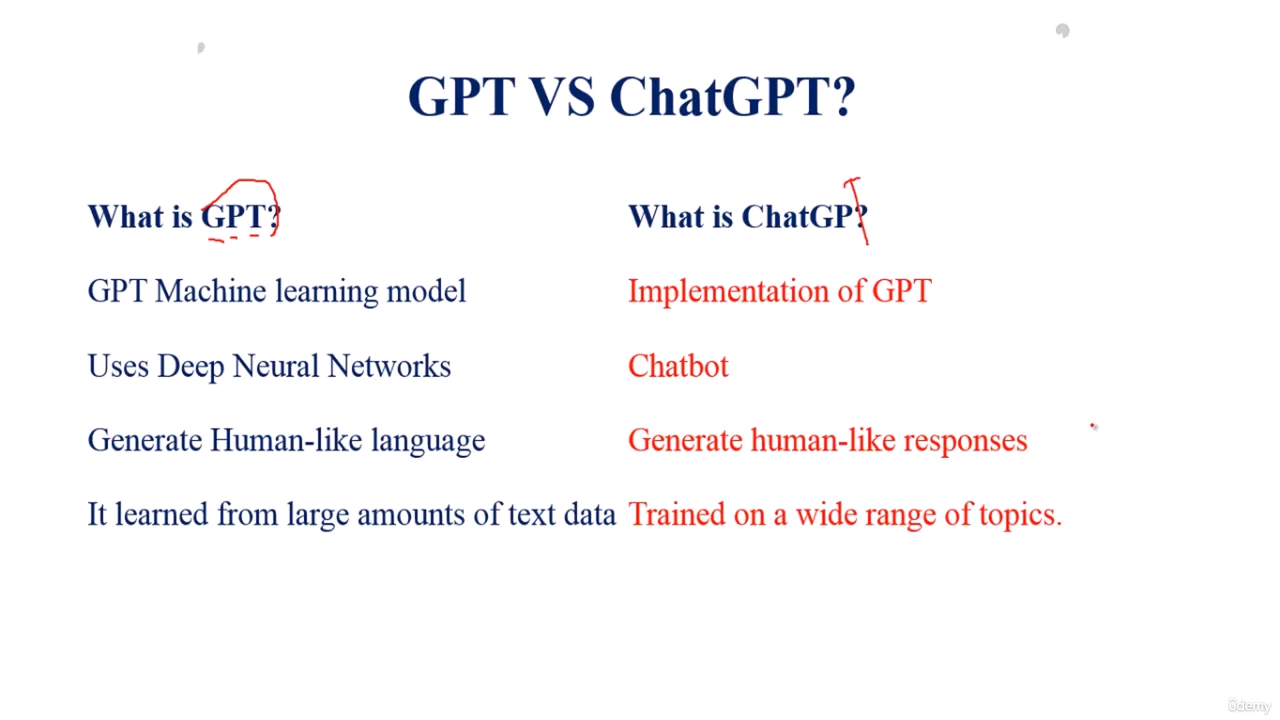 GPT VS ChatGPT?
What is GPT?
What is ChatGP?
GPT Machine learning model
Implementation of GPT
Uses Deep Neural Networks
Chatbot
Generate Human-like language
Generate human-like responses
It learned from large amounts of text data
Trained on a wide range of topics.
ûdemy